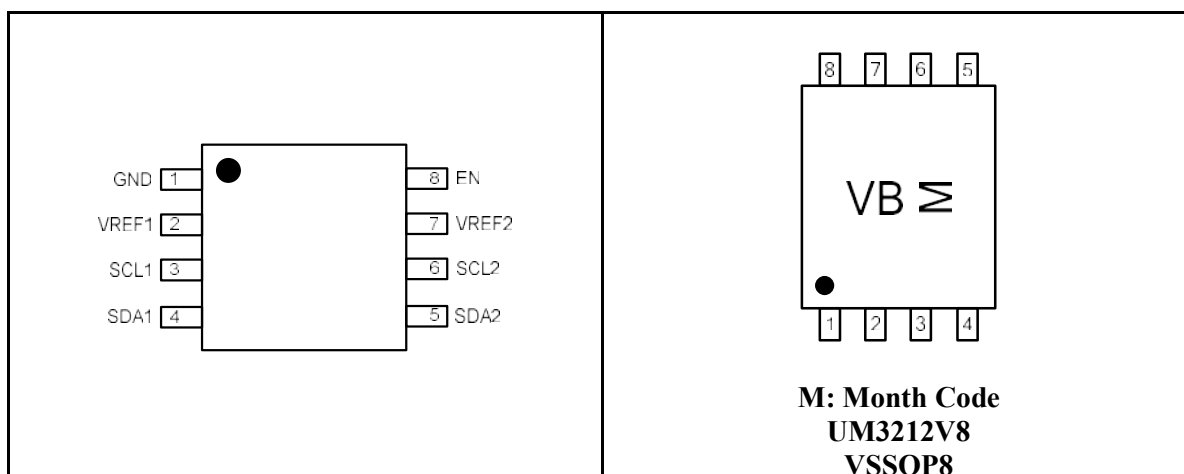 GND 1
8 EN
VREF1 2
7 VREF2
SCL1 3
6 SCL2
SDA1 4
5 SDA2
8 7 6 5
VB M
1 2 3 4
M: Month Code
UM3212V8
VSSOP8